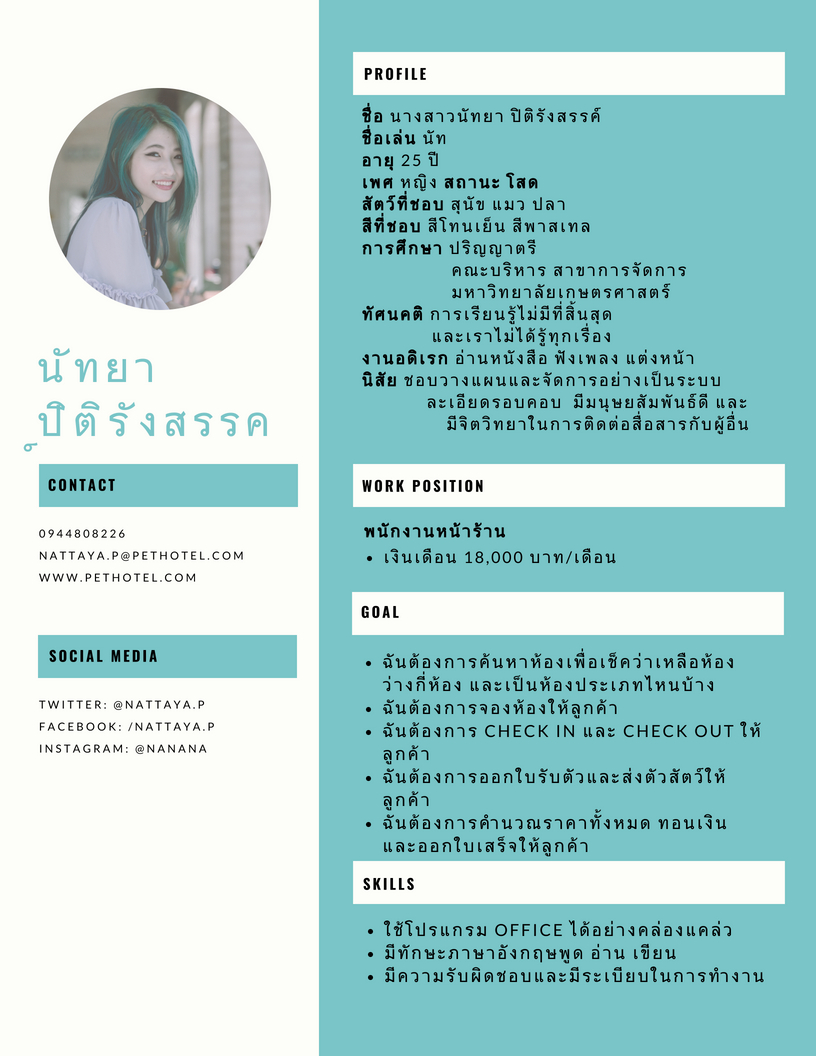 นัทยา
ปิติรังสรรค์
CONTACT
0944808226
NATTAYA.P@PETHOTEL.COM
WWW.PETHOTEL.COM
SOCIAL MEDIA
TWITTER: @NATTAYA.P
FACEBOOK: /NATTAYA.P
INSTAGRAM: @NANANA
PROFILE
ชื่อ นางสาวนัทยา ปิติรังสรรค์
ชื่อเล่น นัท
อายุ 25 ปี
เพศ หญิง สถานะ โสด
สัตว์ที่ชอบ สุนัข แมว ปลา
สีที่ชอบ สีโทนเย็น สีพาสเทล
การศึกษา ปริญญาตรี
คณะบริหาร สาขาการจัดการ
มหาวิทยาลัยเกษตรศาสตร์
ทัศนคติ การเรียนรู้ไม่มีที่สิ้นสุด
และเราไม่ได้รู้ทุกเรื่อง
งานอดิเรก อ่านหนังสือ ฟังเพลง แต่งหน้า
นิสัย ชอบวางแผนและจัดการอย่างเป็นระบบ
ละเอียดรอบคอบ มีมนุษยสัมพันธ์ดี และ
มีจิตวิทยาในการติดต่อสื่อสารกับผู้อื่น
WORK POSITION
พนักงานหน้าร้าน
• เงินเดือน 18,000 บาท/เดือน
GOAL
• ฉันต้องการค้นหาห้องเพื่อเช็คว่าเหลือห้อง
ว่างกี่ห้อง และเป็นห้องประเภทไหนบ้าง
• ฉันต้องการจองห้องให้ลูกค้า
• ฉันต้องการ CHECK IN และ CHECK OUT ให้
ลูกค้า
• ฉันต้องการออกใบรับตัวและส่งตัวสัตว์ให้
ลูกค้า
• ฉันต้องการคำนวณราคาทั้งหมด ทอนเงิน
และออกใบเสร็จให้ลูกค้า
SKILLS
• ใช้โปรแกรม OFFICE ได้อย่างคล่องแคล่ว
• มีทักษะภาษาอังกฤษพูด อ่าน เขียน
• มีความรับผิดชอบและมีระเบียบในการทำงาน